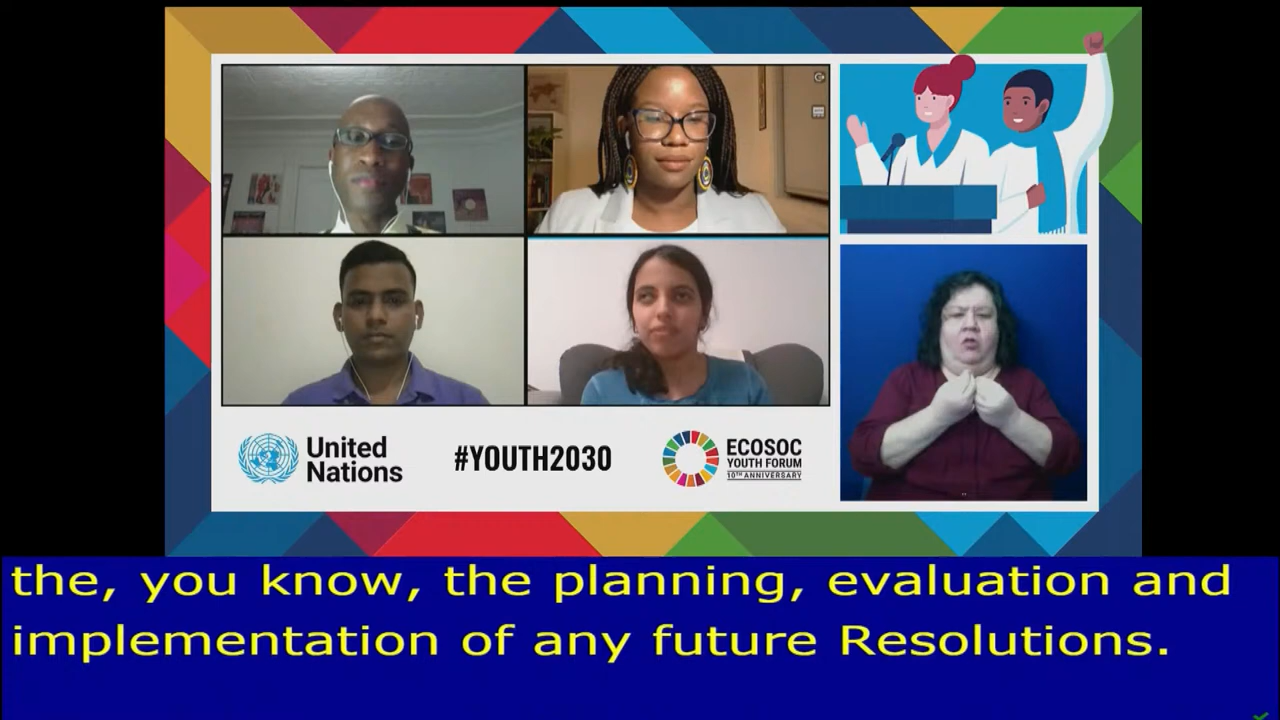 United
Nations
#YOUTH2030
ECOSOC
YOUTH FORUM
10TH ANNIVERSARY
the, you know, the planning, evaluation and
implementation of any future Resolutions.